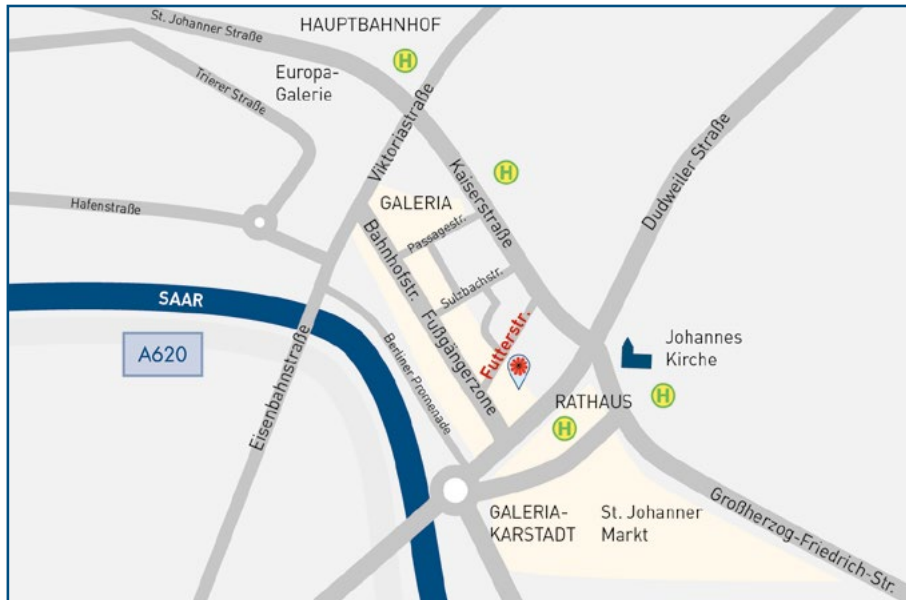 St. Johanner Straße
HAUPTBAHNHOF
H
Europa-
Galerie
Trierer Straße
Viktoriastraße
Kaiserstraße
H
Dudweiler Straße
Hafenstraße
GALERIA
Passagestr.
Bahnhofstr.
Sulzbachstr.
SAAR
A620
Eisenbahnstraße
Berliner Promenade
Fußgängerzone
Futterstr.
Johannes
Kirche
RATHAUS
H
H
GALERIA-
KARSTADT
St. Johanner
Markt
Großherzog-Friedrich-Str.